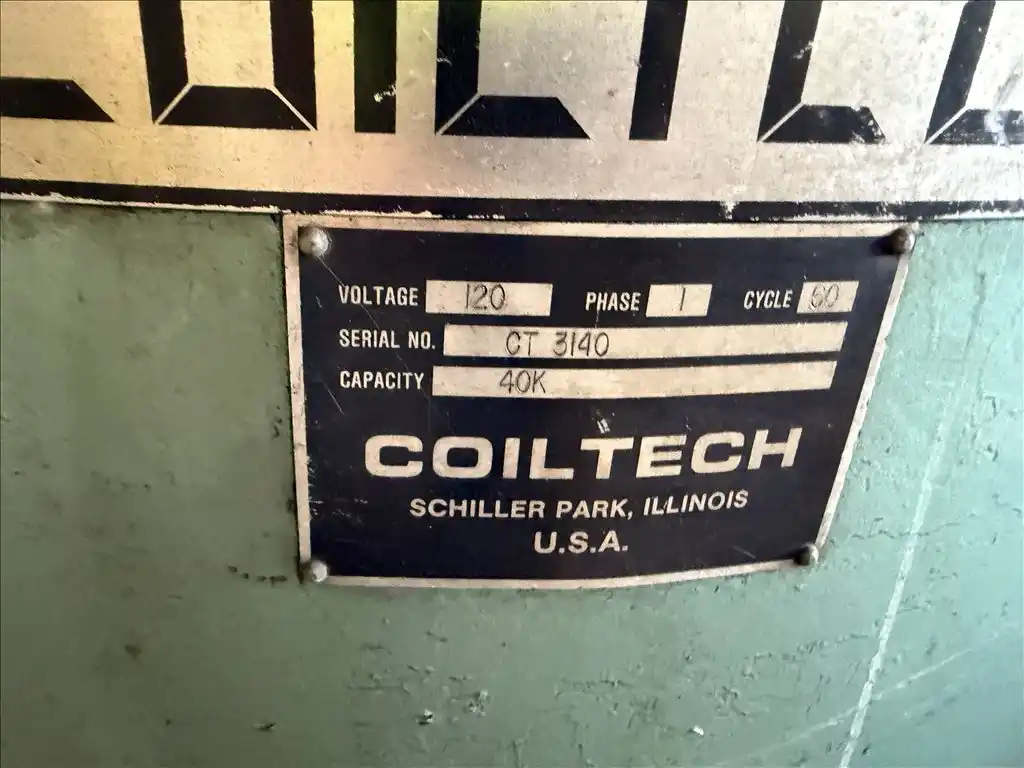 VOLTAGE 120 PHASE 1 CYCLE 60
SERIAL NO. CT 3140
CAPACITY 40K
COILTECH
SCHILLER PARK, ILLINOIS
U.S.A.